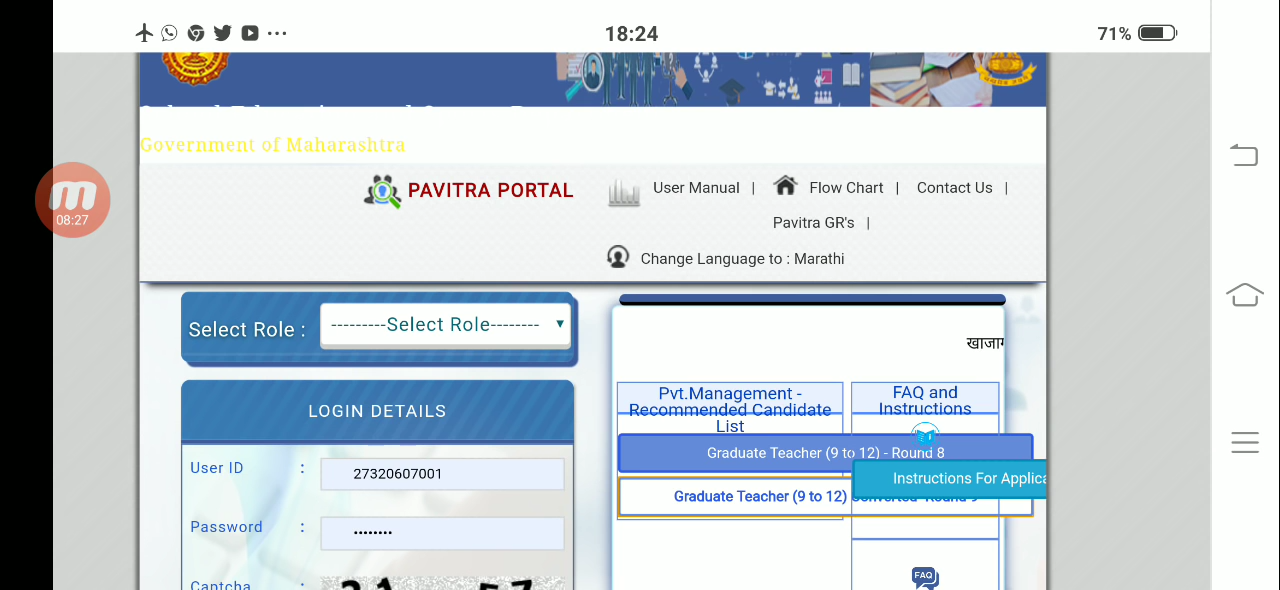 18:24
71%
Government of Maharashtra
08:27
PAVITRA PORTAL
User Manual |
Flow Chart |
Contact Us |
Pavitra GR's |
Change Language to : Marathi
Select Role :
---------Select Role--------
LOGIN DETAILS
User ID : 27320607001
Password : ••••••••
Captcha :
Pvt.Management -
Recommended Candidate
List
FAQ and
Instructions
Graduate Teacher (9 to 12) - Round 8
Instructions For Applica
Graduate Teacher (9 to 12)
FAQ